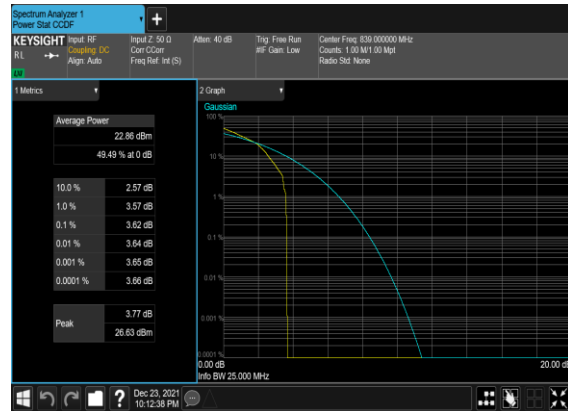 Spectrum Analyzer 1
Power Stat CCDF
KEYSIGHT
RL
Input: RF
Coupling: DC
Align: Auto
Input Z: 50 Ω
Corr CCorr
Freq Ref: Int (S)
Atten: 40 dB
Trig: Free Run
#IF Gain: Low
Center Freq: 839.000000 MHz
Counts: 1.00 M/1.00 Mpt
Radio Std: None
1 Metrics
Average Power
22.86 dBm
49.49 % at 0 dB
10.0 % 2.57 dB
1.0 % 3.57 dB
0.1 % 3.62 dB
0.01 % 3.64 dB
0.001 % 3.65 dB
0.0001 % 3.66 dB
Peak
3.77 dB
26.63 dBm
2 Graph
Gaussian
100 %
10 %
1 %
0.1 %
0.01 %
0.001 %
0.0001 %
0.00 dB
20.00 dB
Info BW 25.000 MHz
?
Dec 23, 2021
10:12:38 PM